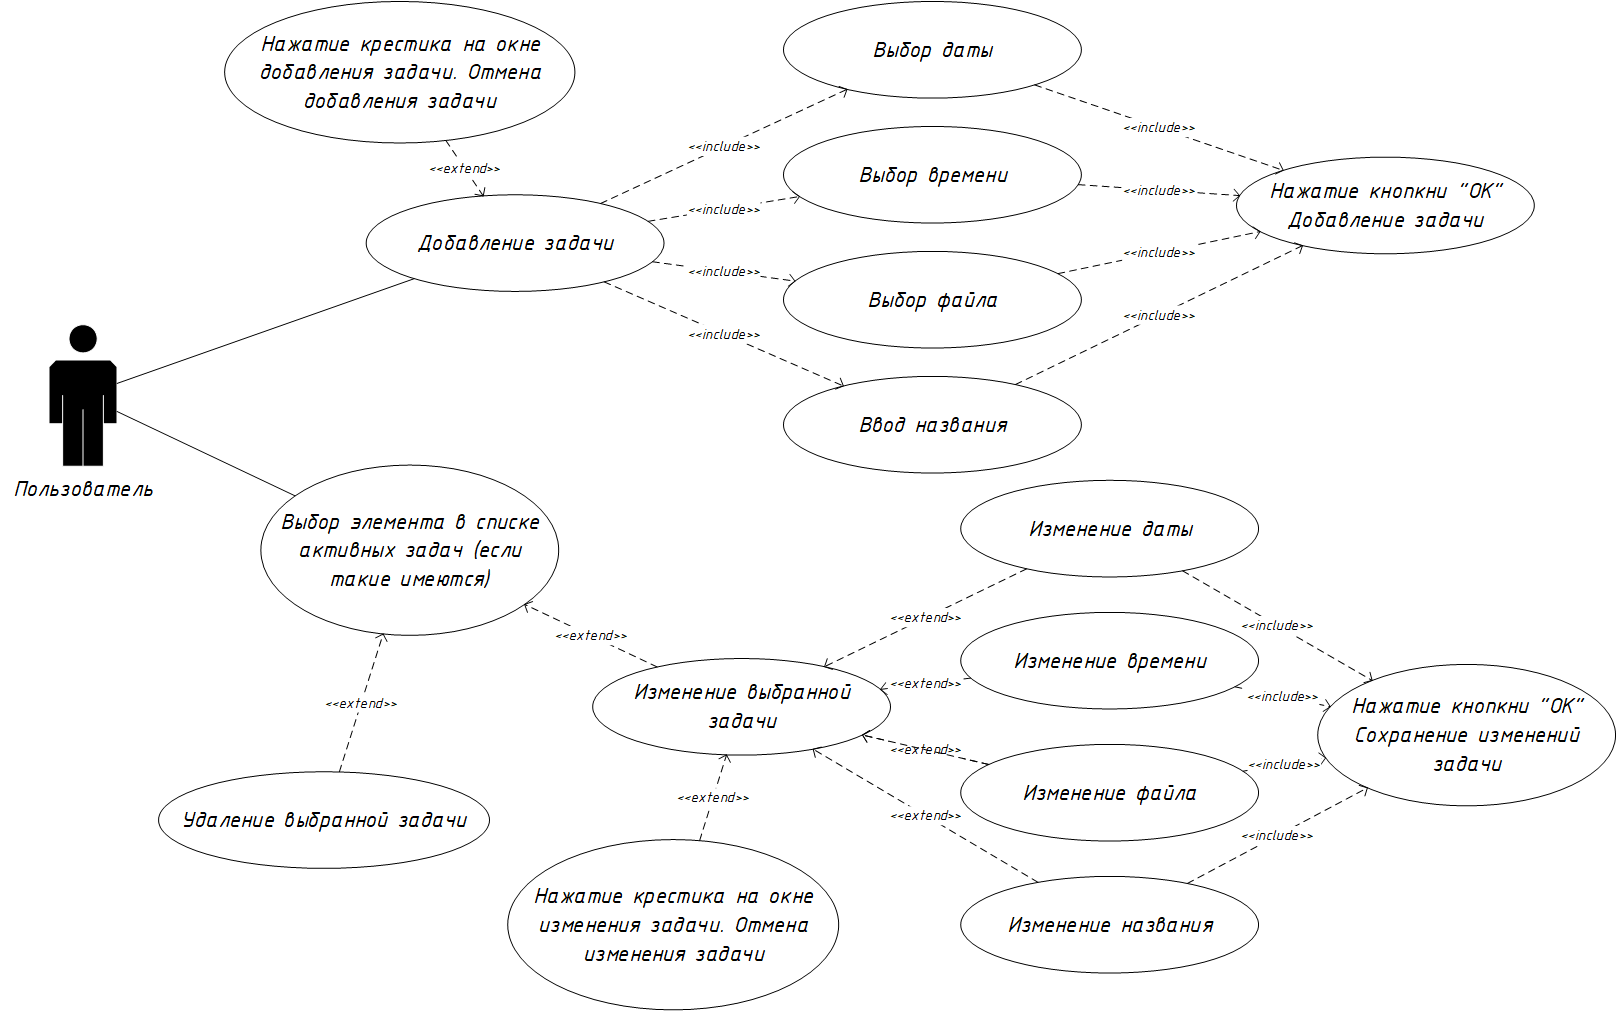 Нажатие крестика на окне
добавления задачи. Отмена
добавления задачи
<<extend>>
Добавление задачи
<<include>>
<<include>>
<<include>>
<<include>>
Выбор даты
Выбор времени
Выбор файла
Ввод названия
<<include>>
<<include>>
<<include>>
<<include>>
Нажатие кнопкни "ОК"
Добавление задачи
Пользователь
Выбор элемента в списке
активных задач (если
такие имеются)
<<extend>>
<<extend>>
Удаление выбранной задачи
Изменение выбранной
задачи
<<extend>>
Нажатие крестика на окне
изменения задачи. Отмена
изменения задачи
<<extend>>
<<extend>>
<<extend>>
<<extend>>
Изменение даты
Изменение времени
Изменение файла
Изменение названия
<<include>>
<<include>>
<<include>>
<<include>>
Нажатие кнопкни "ОК"
Сохранение изменений
задачи